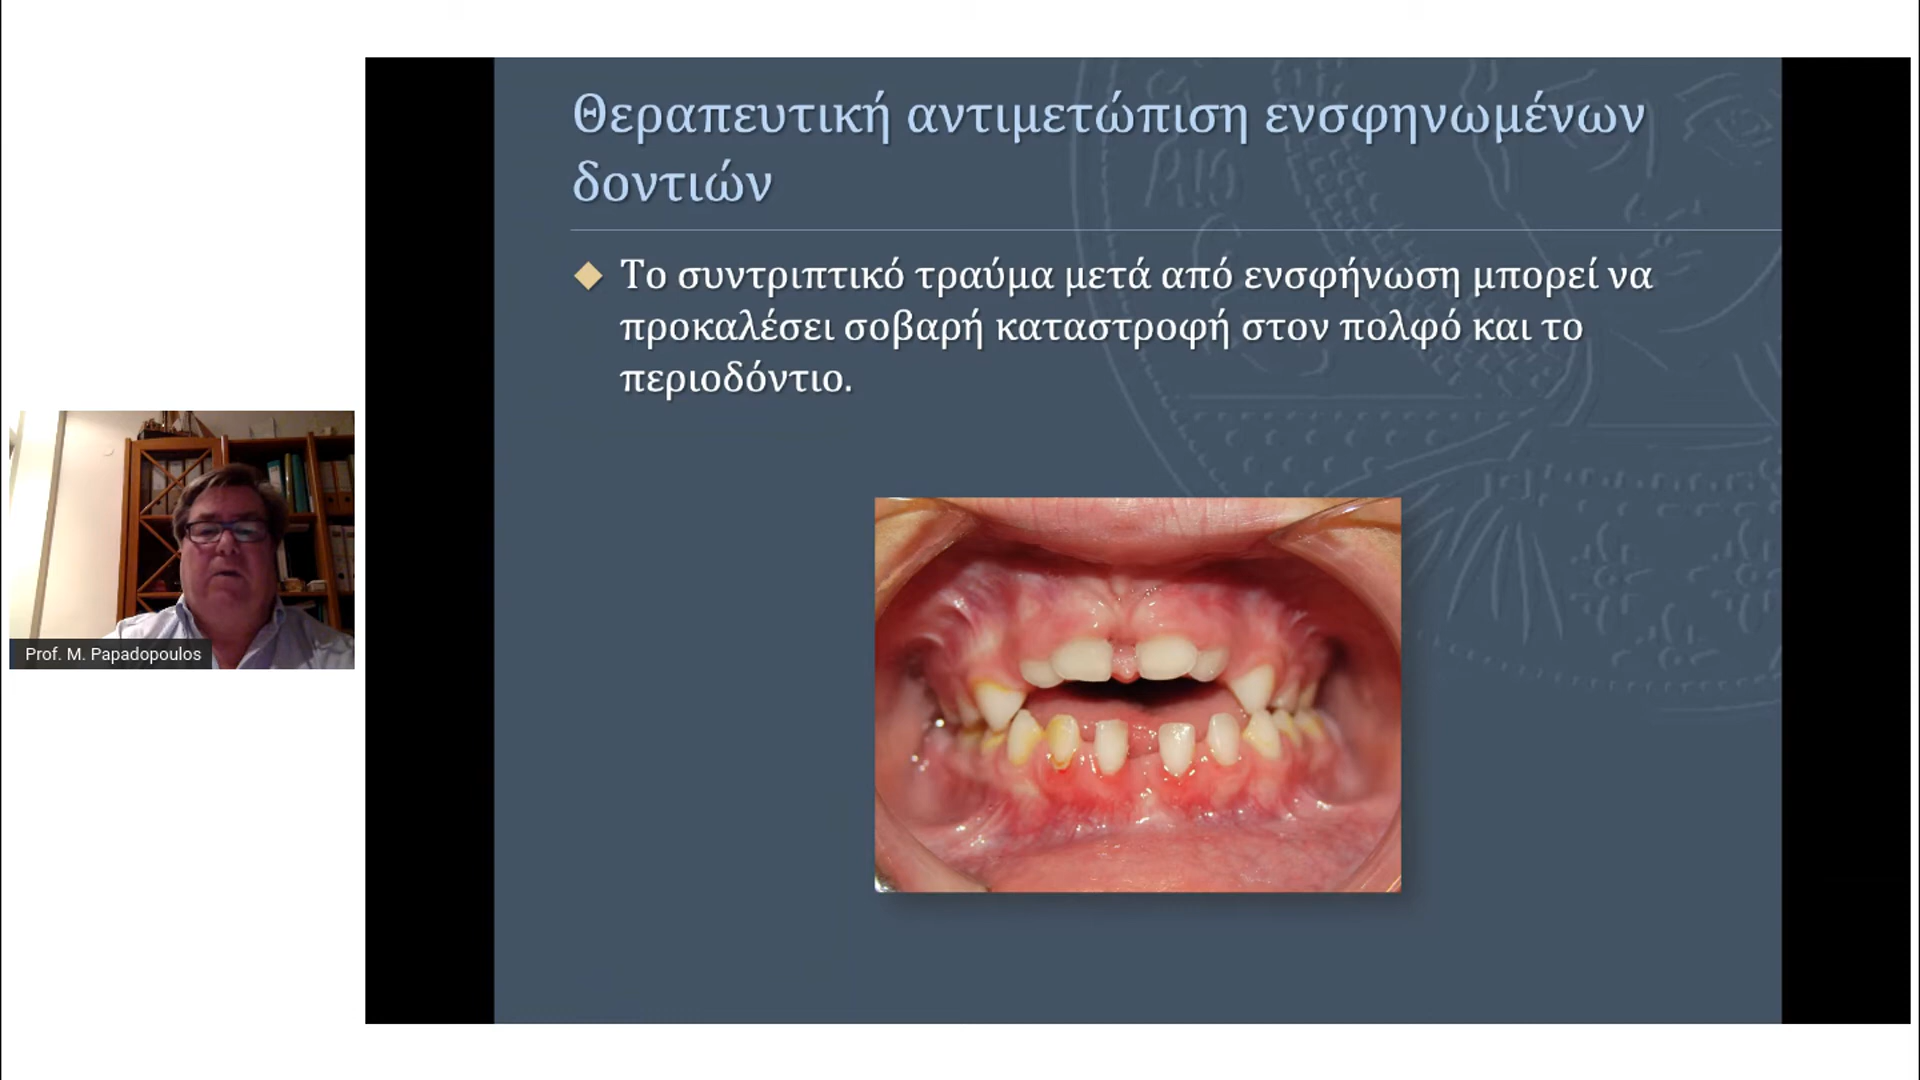 Θεραπευτική αντιμετώπιση ενσφηνωμένων
δοντιών
Το συντριπτικό τραύμα μετά από ενσφήνωση μπορεί να
προκαλέσει σοβαρή καταστροφή στον πολφό και το
περιοδόντιο.
Prof. M. Papadopoulos